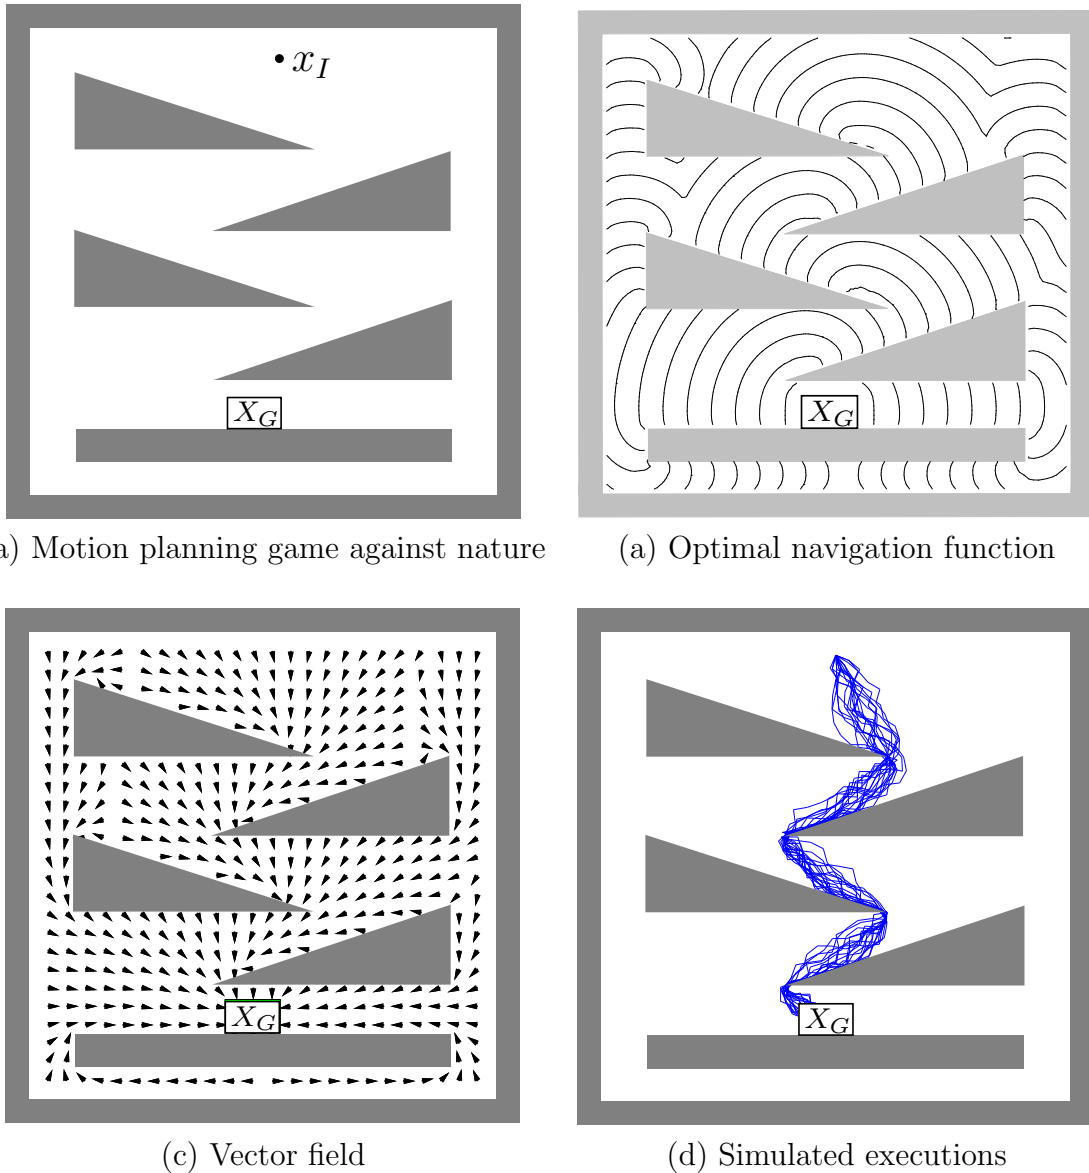 x_I
X_G
X_G
a) Motion planning game against nature
(a) Optimal navigation function
X_G
X_G
(c) Vector field
(d) Simulated executions